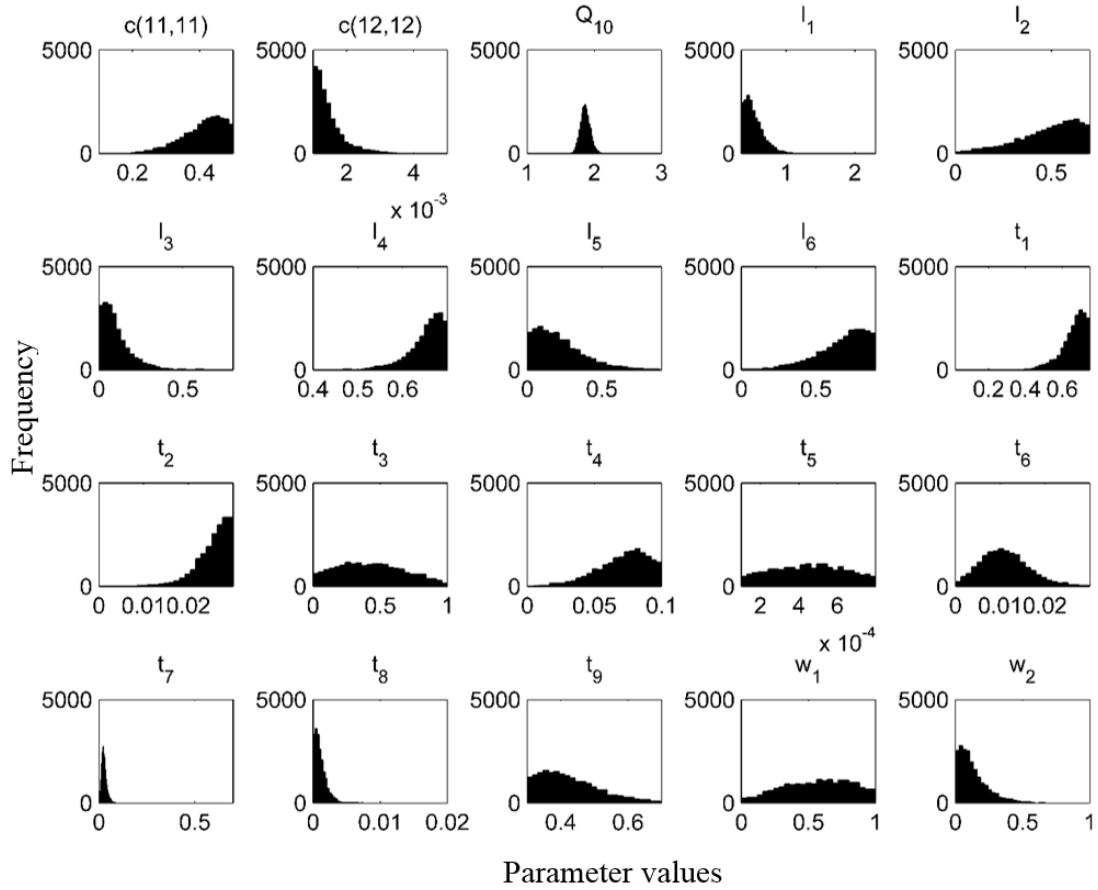 c(11,11) c(12,12) Q10 l1 l2
5000 5000 5000 5000 5000
0 0 0 0 0
0.2 0.4 2 4 1 2 3 1 2 0 0.5
x 10-3
l3 l4 l5 l6 t1
5000 5000 5000 5000 5000
0 0 0 0 0
0.5 0.4 0.5 0.6 0 0.5 0 0.5 0.2 0.4 0.6
Frequency
t2 t3 t4 t5 t6
5000 5000 5000 5000 5000
0 0 0 0 0
0 0.01 0.02 0 0.5 1 0 0.05 0.1 2 4 6 0 0.01 0.02
x 10-4
t7 t8 t9 w1 w2
5000 5000 5000 5000 5000
0 0 0 0 0
0 0.5 0 0.01 0.02 0.4 0.6 0 0.5 1 0 0.5 1
Parameter values